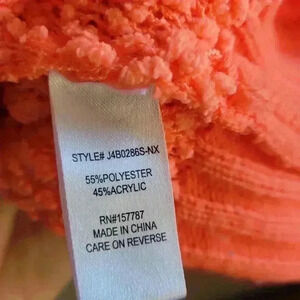 STYLE# J4B0286S-NX
55%POLYESTER
45%ACRYLIC
RN#157787
MADE IN CHINA
CARE ON REVERSE